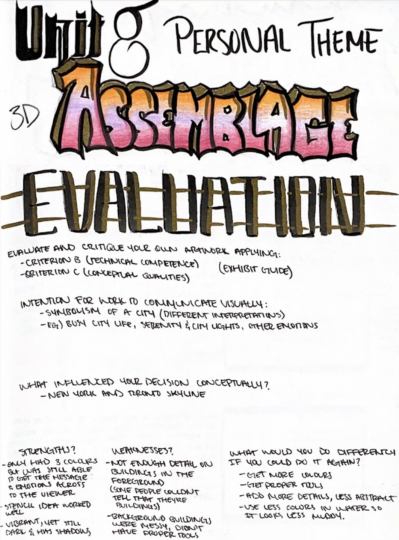 Unit 8 PERSONAL THEME
3D ASSEMBLAGE
EVALUATION
EVALUATE AND CRITIQUE YOUR OWN ARTWORK APPLYING:
-CRITERION B (TECHNICAL COMPETENCE)
-CRITERION C (CONCEPTUAL QUALITIES) (EXHIBIT GUIDE)
INTENTION FOR WORK TO COMMUNICATE VISUALLY:
-SYMBOLISM OF A CITY (DIFFERENT INTERPRETATIONS)
-EG) BUSY CITY LIFE, SERENITY & CITY LIGHTS, OTHER EMOTIONS
WHAT INFLUENCED YOUR DECISION CONCEPTUALLY?
- NEW YORK AND TORONTO SKYLINE
STRENGTHS?
-ONLY HAD 3 COLOURS
BUT WAS STILL ABLE
TO GET THE MESSAGE
& EMOTIONS ACROSS
TO THE VIEWER
-STENCIL IDEA WORKED
WELL
-VIBRANT, YET STILL
DARK & HAS SHADOWS
WEAKNESSES?
-NOT ENOUGH DETAIL ON
BUILDINGS IN THE
FOREGROUND
(SOME PEOPLE COULDN'T
TELL THAT THEY'RE
BUILDINGS)
-BACKGROUND BUILDINGS
WERE MESSY, DIDN'T
HAVE PROPER TOOLS
WHAT WOULD YOU DO DIFFERENTLY
IF YOU COULD DO IT AGAIN?
-GET MORE COLOURS
-GET PROPER TOOLS
-ADD MORE DETAILS, LESS ABSTRACT
-USE LESS COLORS IN WATER SO
IT LOOKS LESS MUDDY.